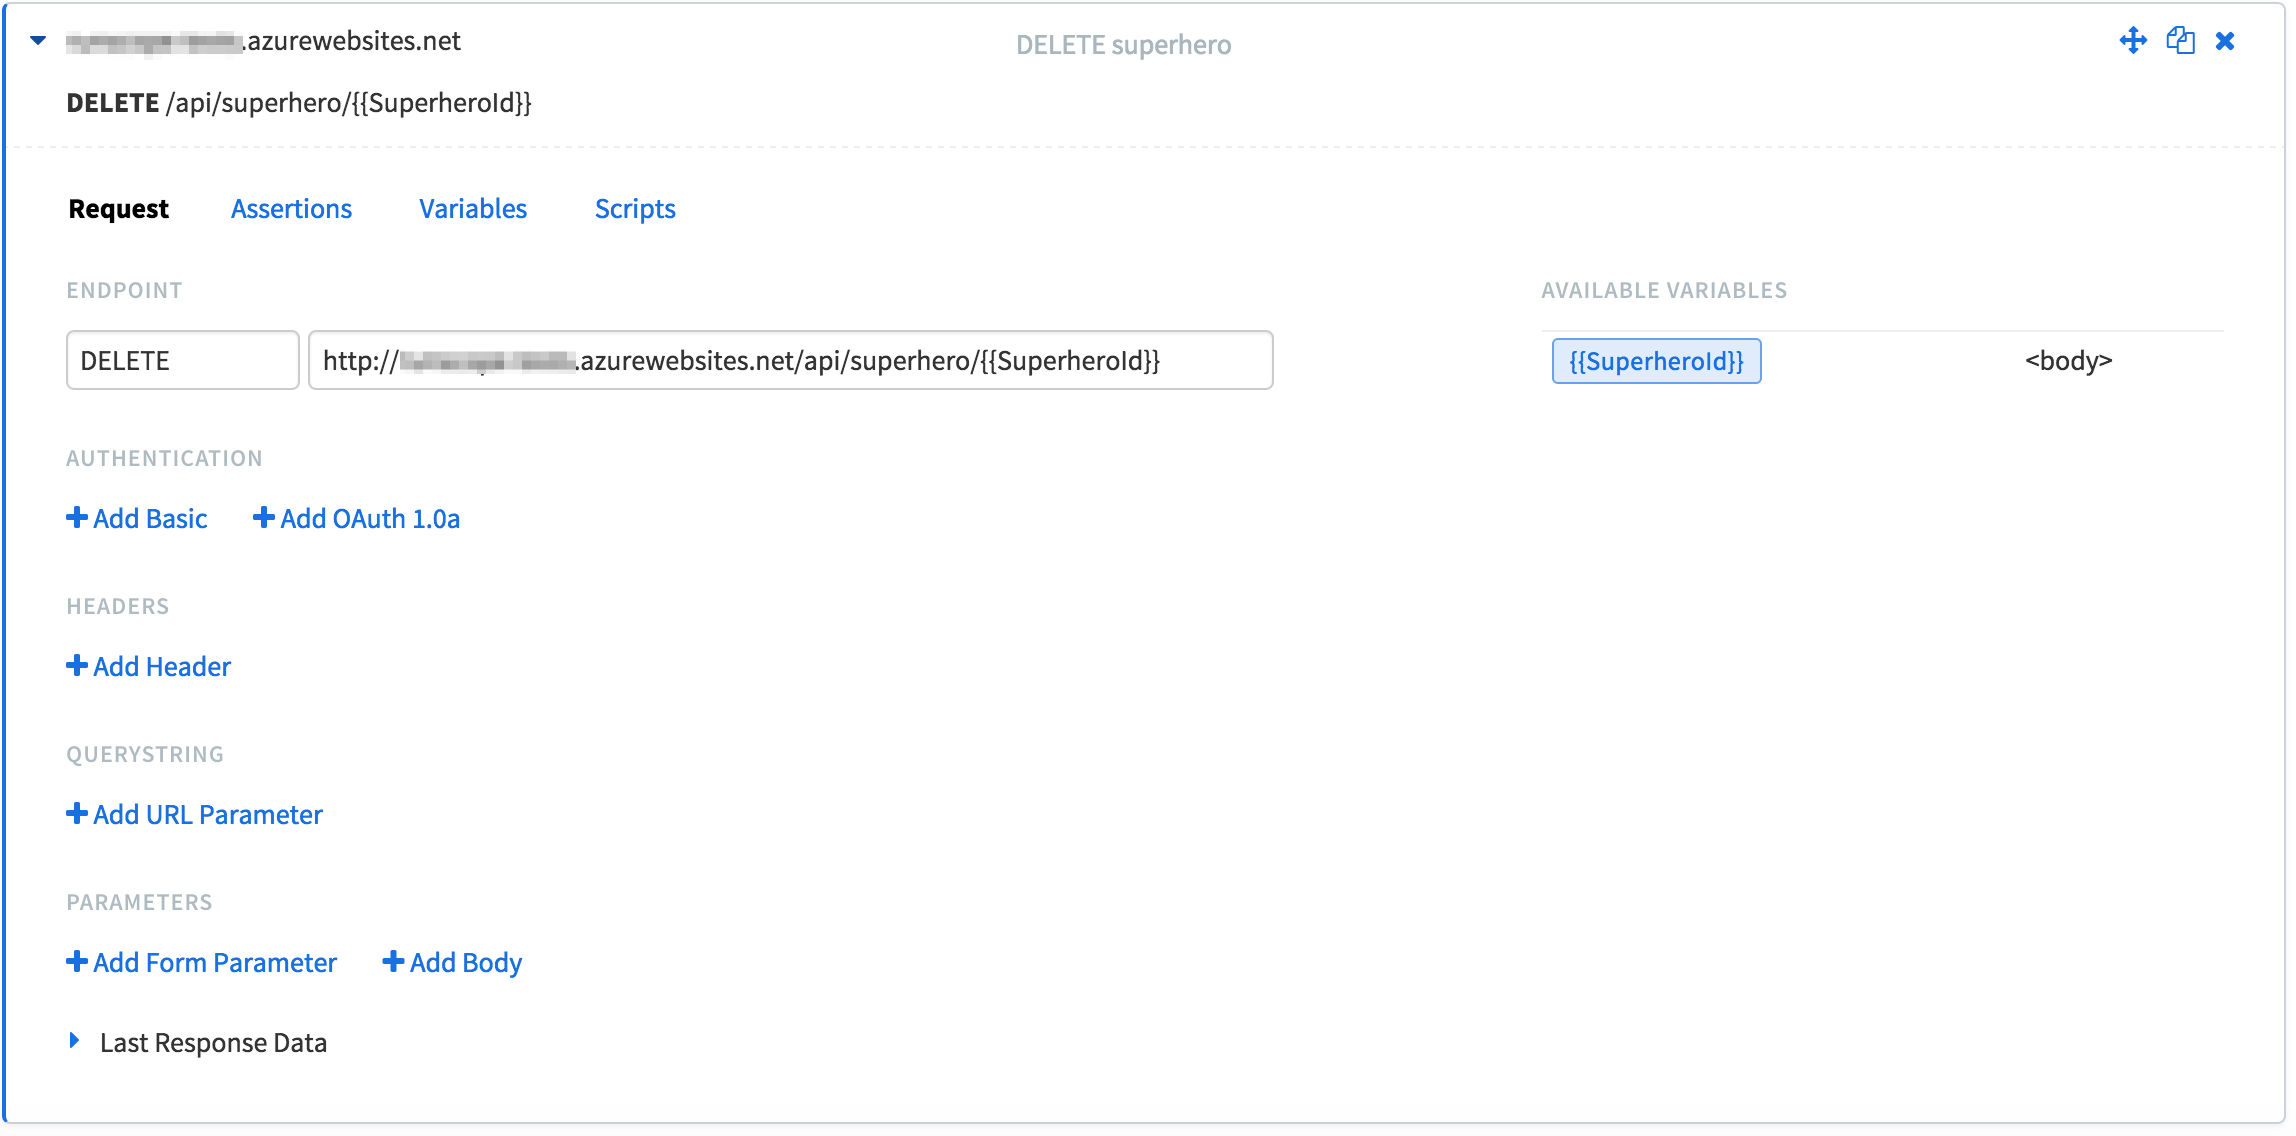 .azurewebsites.net
DELETE superhero
DELETE /api/superhero/{{SuperheroId}}
Request Assertions Variables Scripts
ENDPOINT
AVAILABLE VARIABLES
DELETE
http://.azurewebsites.net/api/superhero/{{SuperheroId}}
{{SuperheroId}} <body>
AUTHENTICATION
Add Basic Add OAuth 1.0a
HEADERS
Add Header
QUERYSTRING
Add URL Parameter
PARAMETERS
Add Form Parameter Add Body
Last Response Data